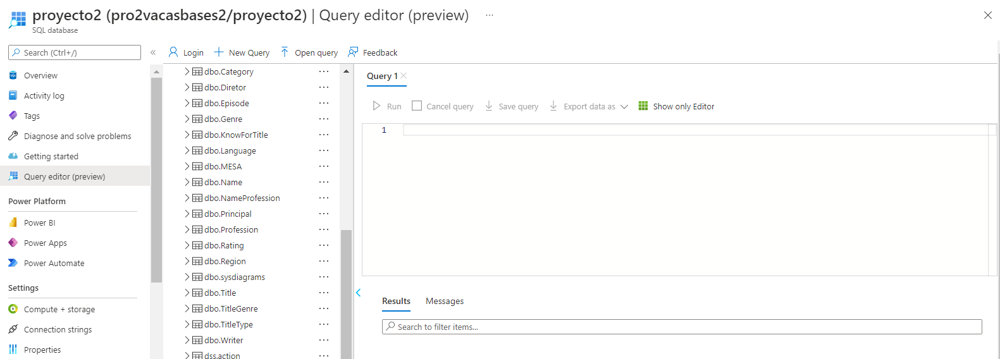 proyecto2 (pro2vacasbases2/proyecto2) | Query editor (preview) ...
SQL database
Search (Ctrl+/)
«
Overview
Activity log
Tags
Diagnose and solve problems
Getting started
Query editor (preview)
Power Platform
Power BI
Power Apps
Power Automate
Settings
Compute + storage
Connection strings
Properties
Login
New Query
Open query
Feedback
dbo.Category ...
dbo.Diretor ...
dbo.Episode ...
dbo.Genre ...
dbo.KnowForTitle ...
dbo.Language ...
dbo.MESA ...
dbo.Name ...
dbo.NameProfession ...
dbo.Principal ...
dbo.Profession ...
dbo.Rating ...
dbo.Region ...
dbo.sysdiagrams ...
dbo.Title ...
dbo.TitleGenre ...
dbo.TitleType ...
dbo.Writer ...
dss.action ...
Query 1
Run
Cancel query
Save query
Export data as
Show only Editor
1
Results
Messages
Search to filter items...